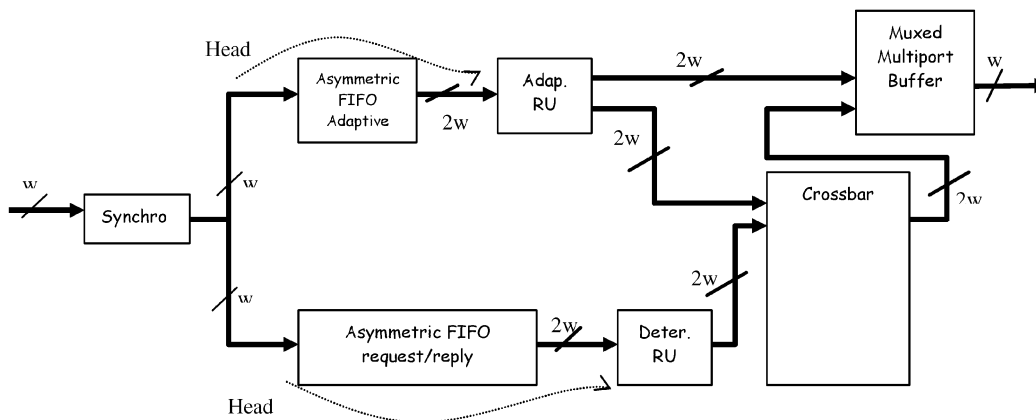 Head
Asymmetric
FIFO
Adaptive
2w
Adap.
RU
2w
2w
Muxed
Multiport
Buffer
w
w
Synchro
w
w
Crossbar
2w
2w
Asymmetric FIFO
request/reply
2w
Deter.
RU
Head